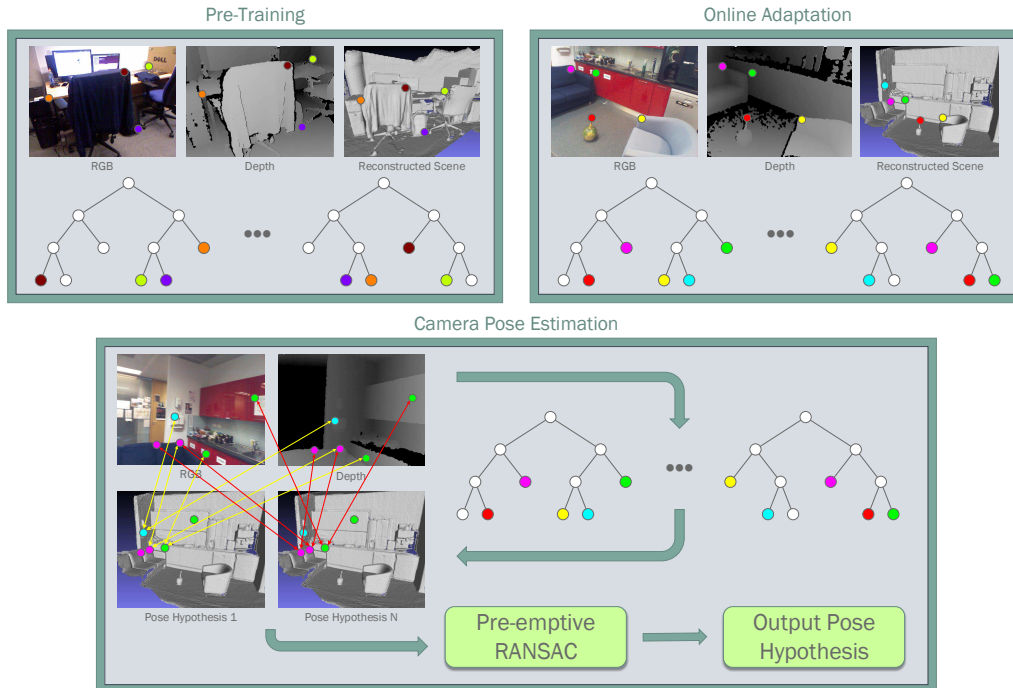 Pre-Training
Online Adaptation
DELL
RGB
Depth
Reconstructed Scene
RGB
Depth
Reconstructed Scene
Camera Pose Estimation
RGB
Depth
Pose Hypothesis 1
Pose Hypothesis N
Pre-emptive
RANSAC
Output Pose
Hypothesis